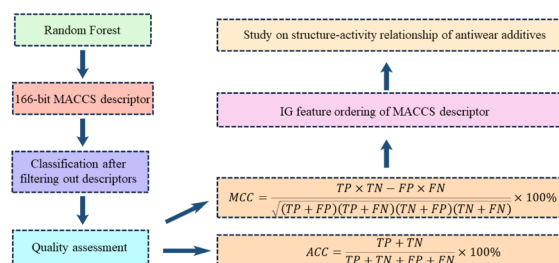 Random Forest
166-bit MACCS descriptor
Classification after
filtering out descriptors
Quality assessment
Study on structure-activity relationship of antiwear additives
IG feature ordering of MACCS descriptor
MCC = TP × TN − FP × FN / √(TP + FP)(TP + FN)(TN + FP)(TN + FN) × 100%
ACC = TP + TN / TP + TN + FP + FN × 100%